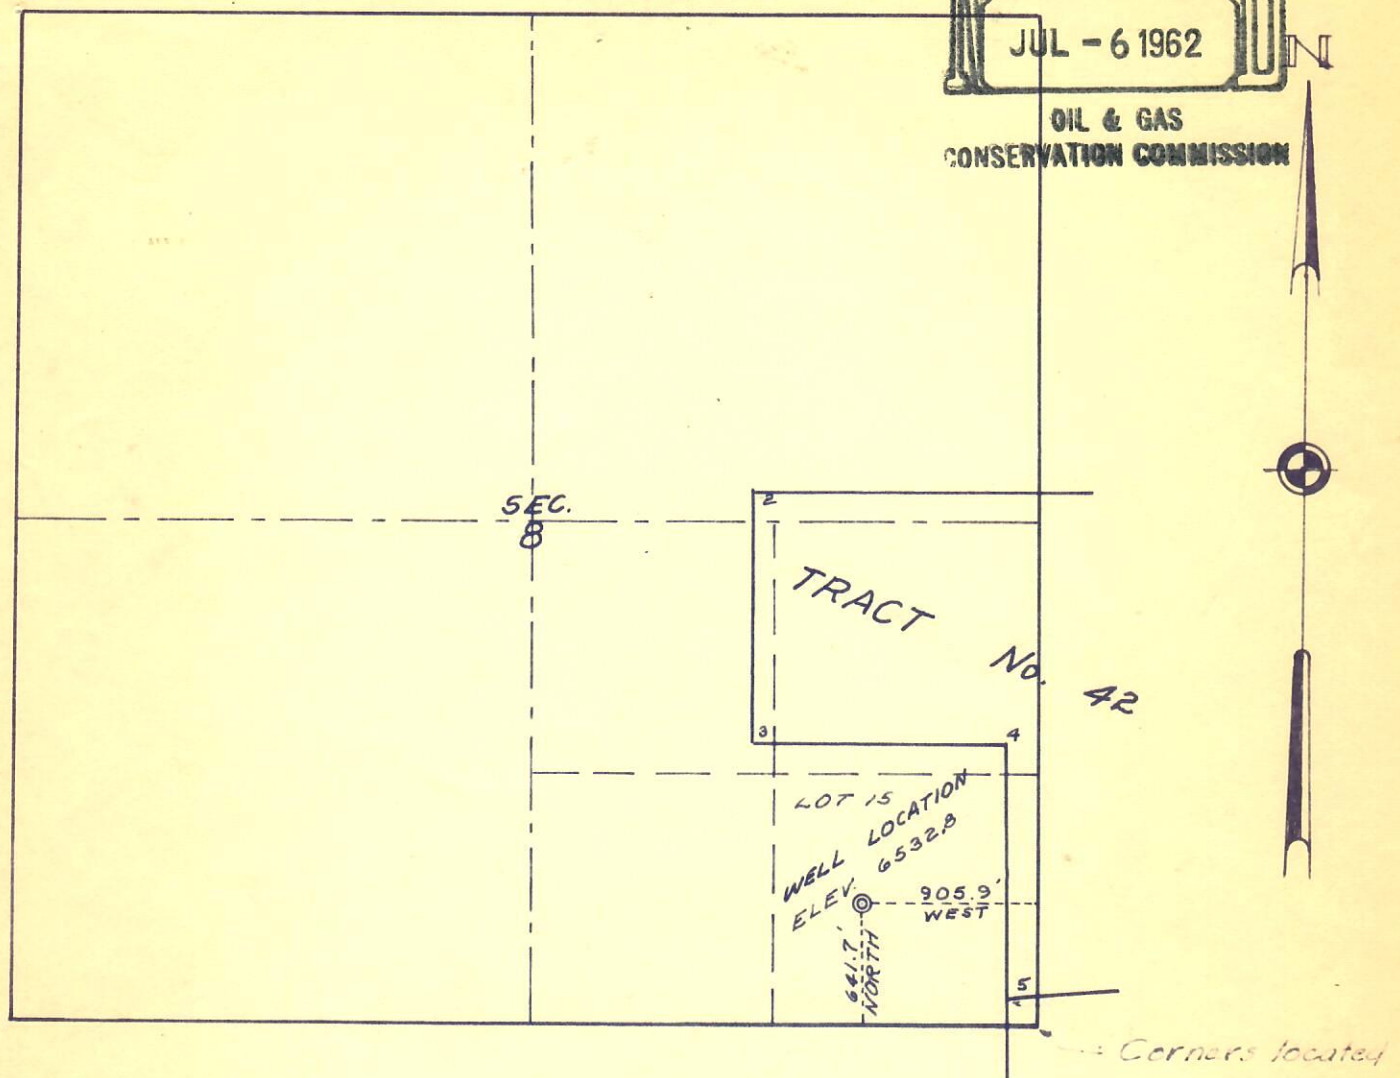 JUL - 6 1962
N
OIL & GAS
CONSERVATION COMMISSION
SEC.
8
2
TRACT
No.
42
3
4
LOT 15
WELL LOCATION
ELEV. 6532.8
905.9'
WEST
641.7'
NORTH
5
Corners located